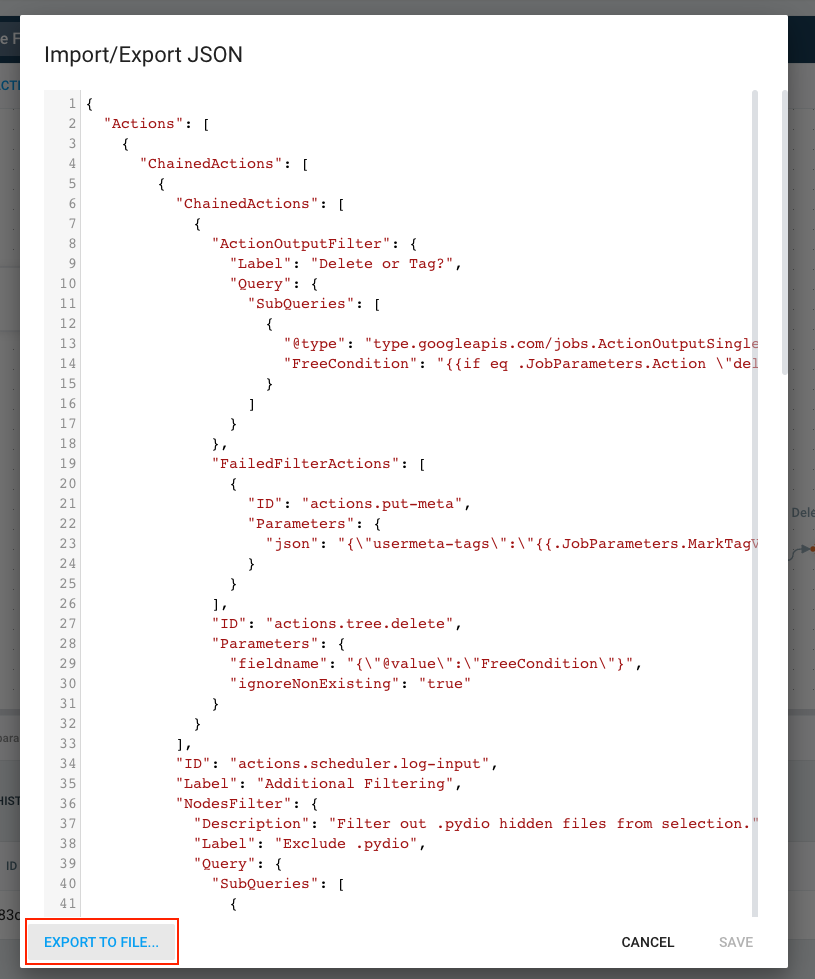 e F
Import/Export JSON
ACTI
1 {
2 "Actions": [
3 {
4 "ChainedActions": [
5 {
6 "ChainedActions": [
7 {
8 "ActionOutputFilter": {
9 "Label": "Delete or Tag?",
10 "Query": {
11 "SubQueries": [
12 {
13 "@type": "type.googleapis.com/jobs.ActionOutputSingle
14 "FreeCondition": "{{if eq .JobParameters.Action \"del
15 }
16 ]
17 }
18 },
19 "FailedFilterActions": [
20 {
21 "ID": "actions.put-meta",
22 "Parameters": {
23 "json": "{\"usermeta-tags\":\"{{.JobParameters.MarkTagV
24 }
25 }
26 ],
27 "ID": "actions.tree.delete",
28 "Parameters": {
29 "fieldname": "{\"@value\":\"FreeCondition\"}",
30 "ignoreNonExisting": "true"
31 }
32 }
33 ],
34 "ID": "actions.scheduler.log-input",
35 "Label": "Additional Filtering",
36 "NodesFilter": {
37 "Description": "Filter out .pydio hidden files from selection."
38 "Label": "Exclude .pydio",
39 "Query": {
40 "SubQueries": [
41 {
Dele
para
HIST
ID
83c
EXPORT TO FILE...
CANCEL
SAVE